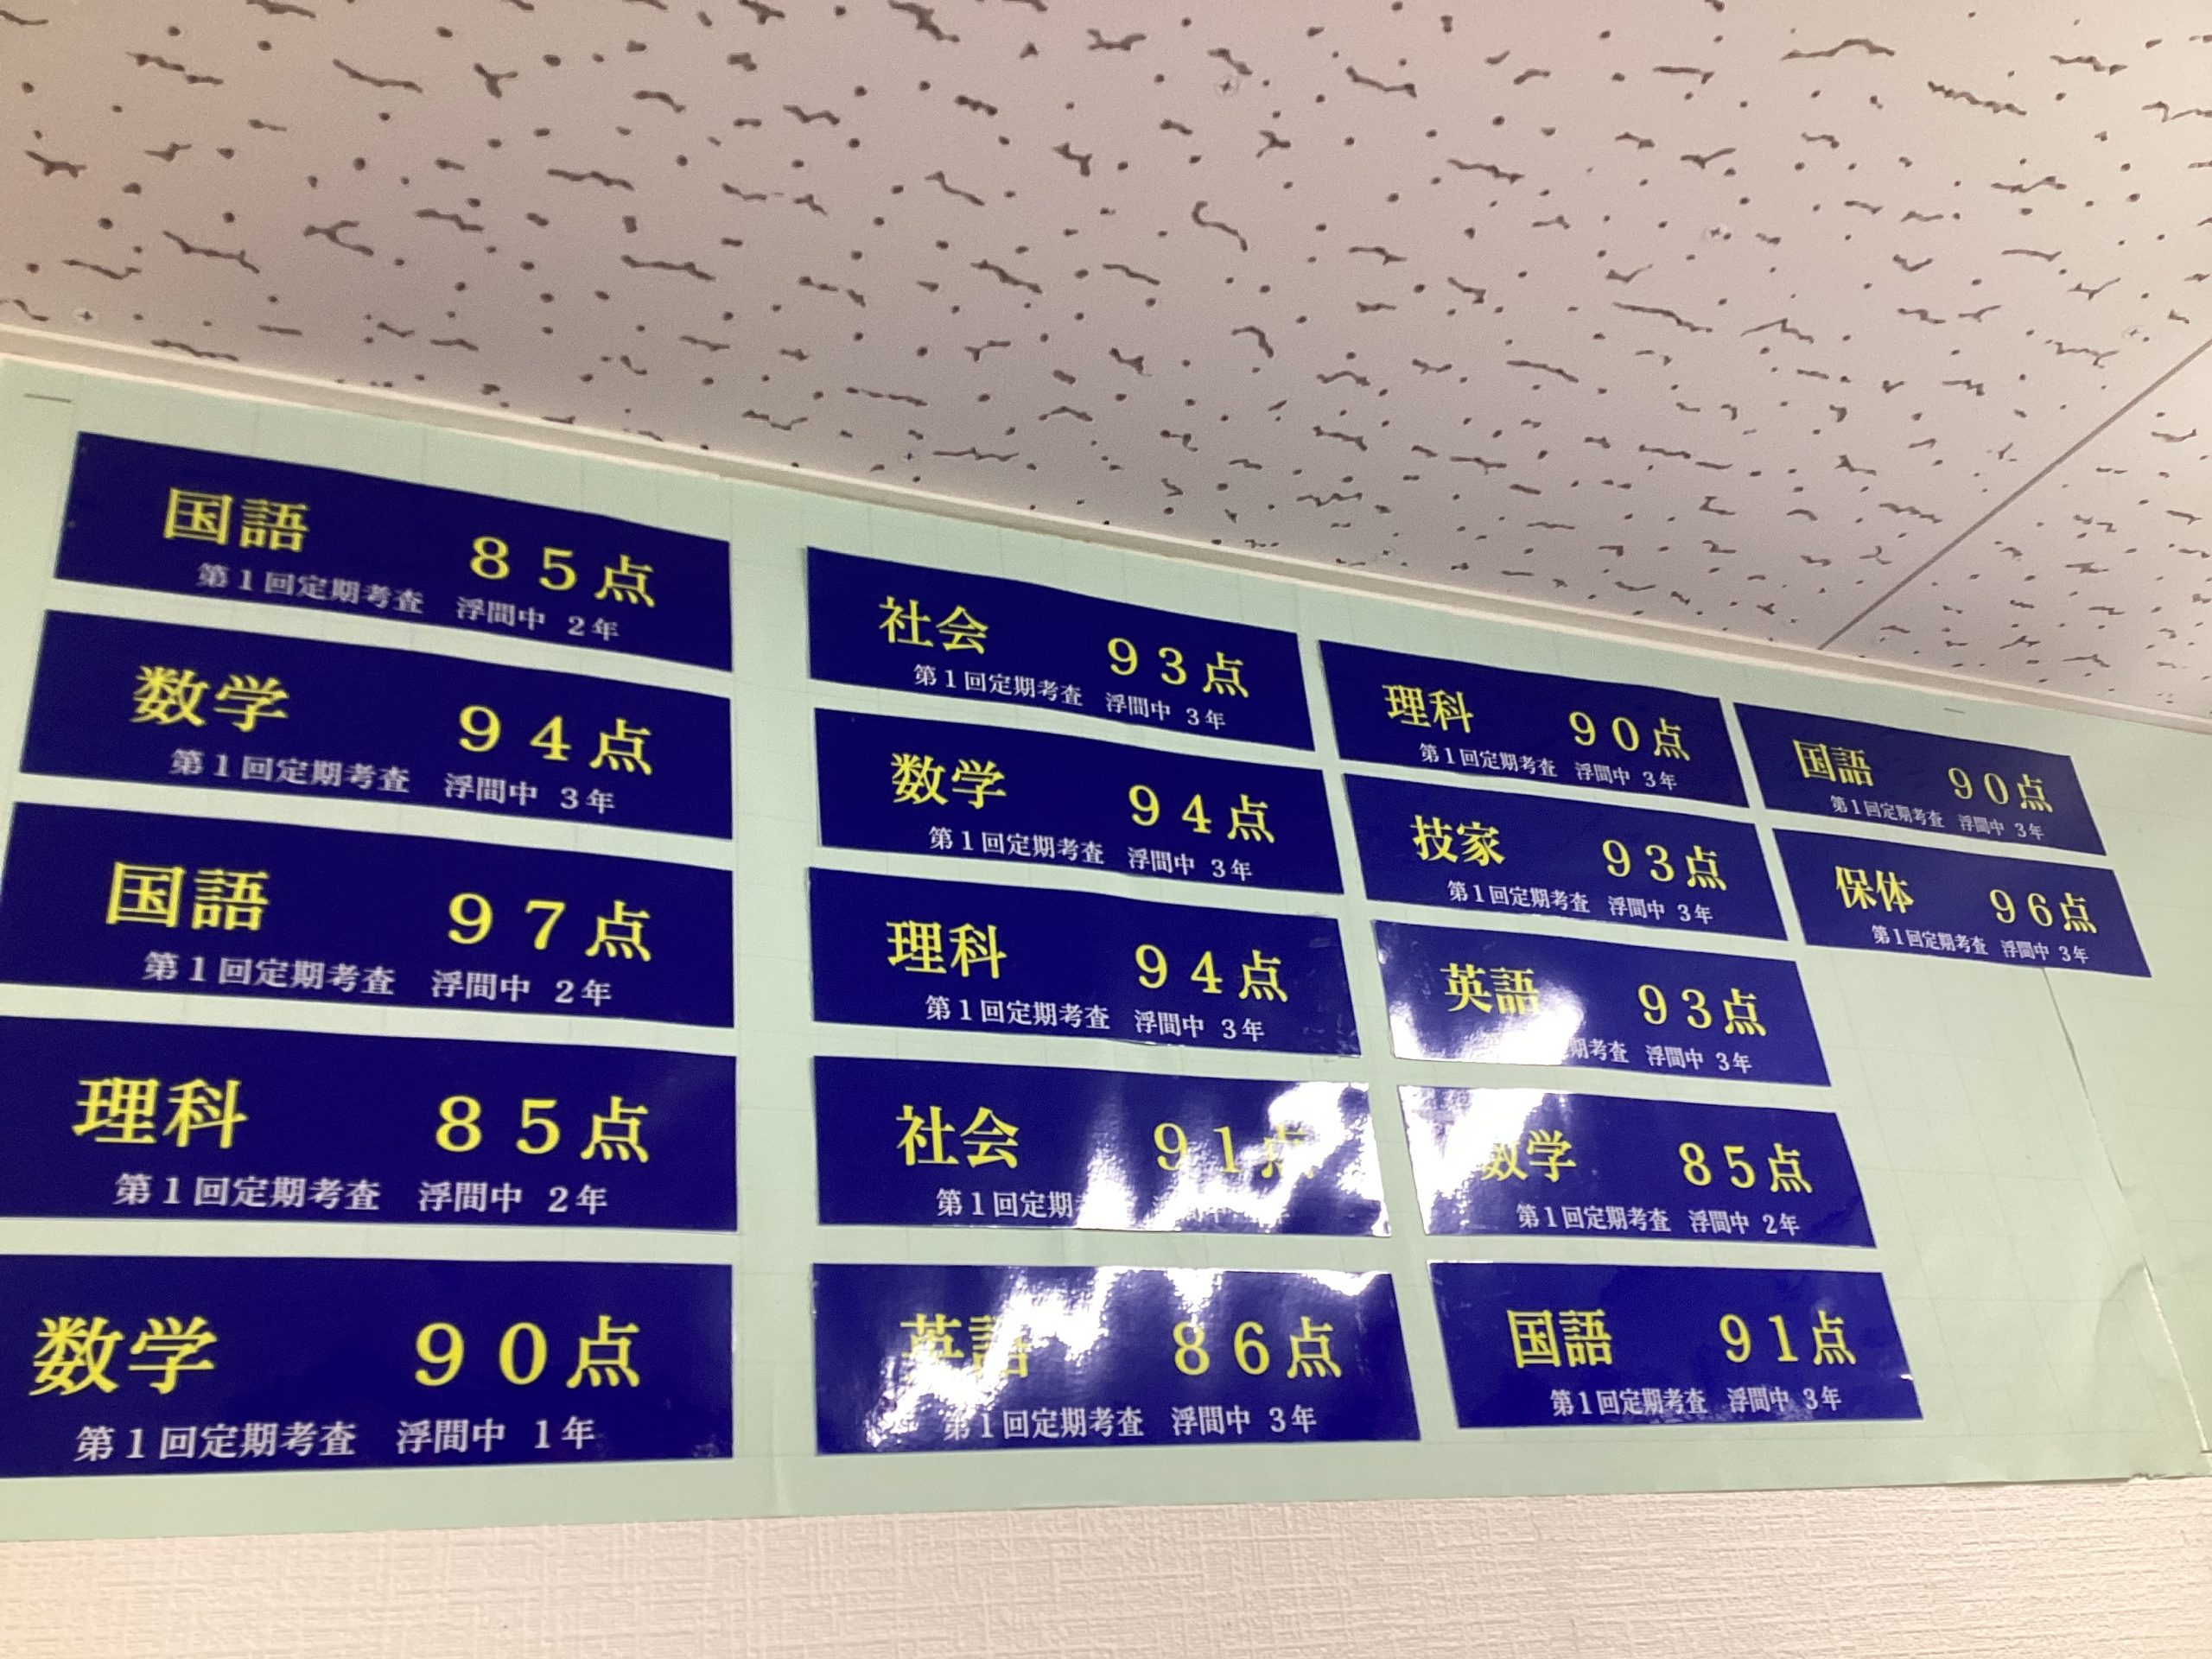 国語 85点
第1回定期考査 浮間中 2年
数学 94点
第1回定期考査 浮間中 3年
国語 97点
第1回定期考査 浮間中 2年
理科 85点
第1回定期考査 浮間中 2年
数学 90点
第1回定期考査 浮間中 1年
社会 93点
第1回定期考査 浮間中 3年
数学 94点
第1回定期考査 浮間中 3年
理科 94点
第1回定期考査 浮間中 3年
社会 91点
第1回定期
英語 86点
第1回定期考査 浮間中 3年
理科 90点
第1回定期考査 浮間中 3年
技家 93点
第1回定期考査 浮間中 3年
英語 93点
期考査 浮間中 3年
数学 85点
第1回定期考査 浮間中 2年
国語 91点
第1回定期考査 浮間中 3年
国語 90点
第1回定期考査 浮間中 3年
保体 96点
第1回定期考査 浮間中 3年